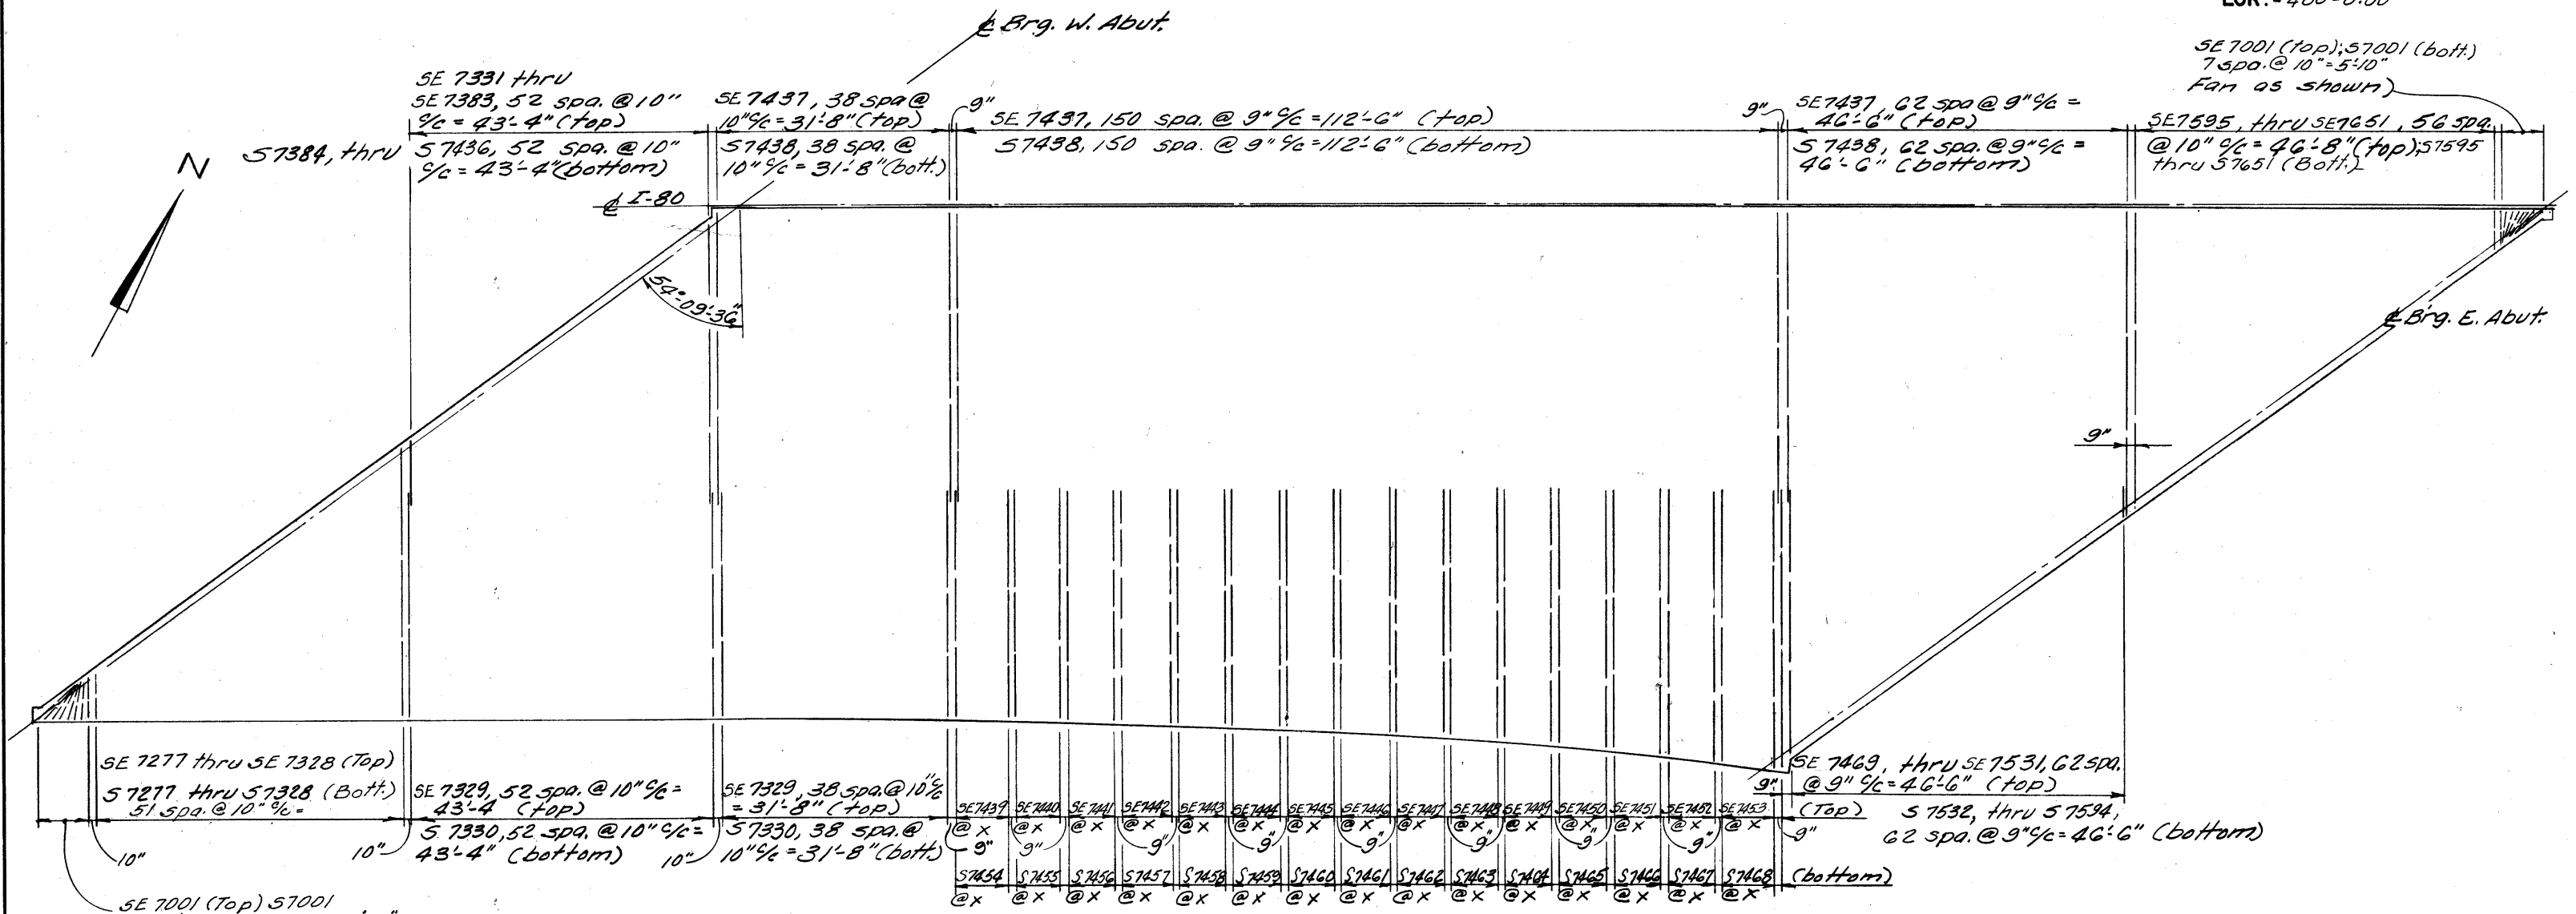 ℄ Brg. W. Abut.
SE 7001 (top); S7001 (bott.)
7 spa. @ 10" = 5'-10"
Fan as shown)
SE 7331 thru
SE 7383, 52 spa. @ 10"
c/c = 43'-4" (top)
S7384, thru S 7436, 52 spa. @ 10"
c/c = 43'-4" (bottom)
SE 7437, 38 spa @
10" c/c = 31'-8" (top)
S7438, 38 spa. @
10" c/c = 31'-8" (bott.)
9"
SE 7437, 150 spa. @ 9" c/c = 112'-6" (top)
S7438, 150 spa. @ 9" c/c = 112'-6" (bottom)
9"
SE7437, 62 spa @ 9" c/c =
46'-6" (top)
S 7438, 62 spa. @ 9" c/c =
46'-6" (bottom)
SE7595, thru SE7651, 56 spa.
@ 10" c/c = 46'-8" (top); S7595
thru S7651 (Bott.)
N
℄ I-80
54°-09'-36"
℄ Brg. E. Abut.
9"
SE 7277 thru SE 7328 (Top)
S 7277 thru S7328 (Bott.)
51 spa. @ 10" c/c =
10"
SE 7329, 52 spa. @ 10" c/c =
43'-4 (top)
S 7330, 52 spa. @ 10" c/c =
43'-4" (bottom)
10"
SE 7329, 38 spa. @ 10" c/c
= 31'-8" (top)
S 7330, 38 spa. @
10" c/c = 31'-8" (bott.)
10"
SE7439 SE7440 SE7441 SE7442 SE7443 SE7444 SE7445 SE7446 SE7447 SE7448 SE7449 SE7450 SE7451 SE7452 SE7453 (Top)
@ x @ x @ x @ x @ x @ x @ x @ x @ x @ x @ x @ x @ x @ x @ x
9" 9" 9" 9" 9" 9" 9" 9" 9"
S7454 S7455 S7456 S7457 S7458 S7459 S7460 S7461 S7462 S7463 S7464 S7465 S7466 S7467 S7468 (bottom)
@ x @ x @ x @ x @ x @ x @ x @ x @ x @ x @ x @ x @ x @ x @ x
9"
SE 7469, thru SE 7531, 62 spa.
@ 9" c/c = 46'-6" (top)
S 7532, thru S 7594,
62 spa. @ 9" c/c = 46'-6" (bottom)
SE 7001 (Top) S7001